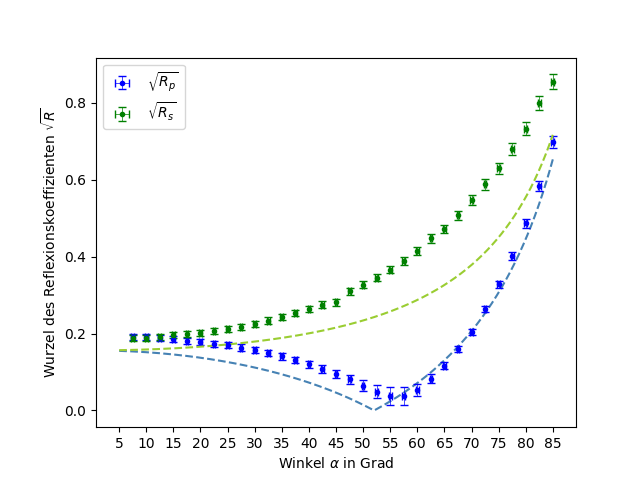 √R_p
√R_s
Wurzel des Reflexionskoeffizienten √R
0.8
0.6
0.4
0.2
0.0
5 10 15 20 25 30 35 40 45 50 55 60 65 70 75 80 85
Winkel α in Grad